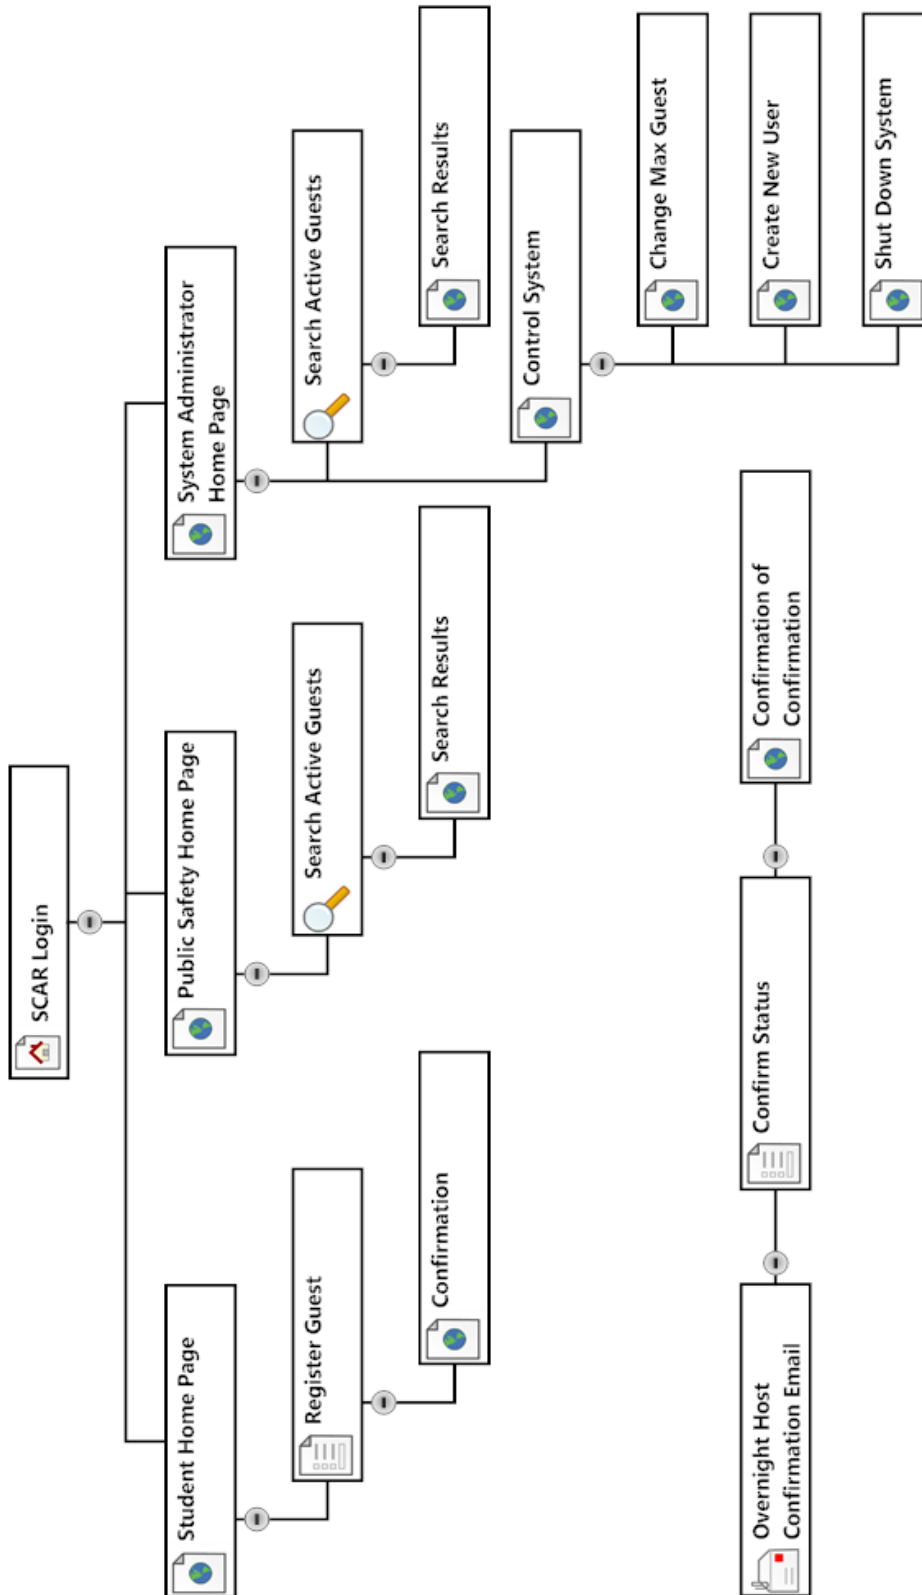 SCAR Login
Student Home Page
Register Guest
Confirmation
Public Safety Home Page
Search Active Guests
Search Results
System Administrator
Home Page
Search Active Guests
Search Results
Control System
Change Max Guest
Create New User
Shut Down System
Overnight Host
Confirmation Email
Confirm Status
Confirmation of
Confirmation